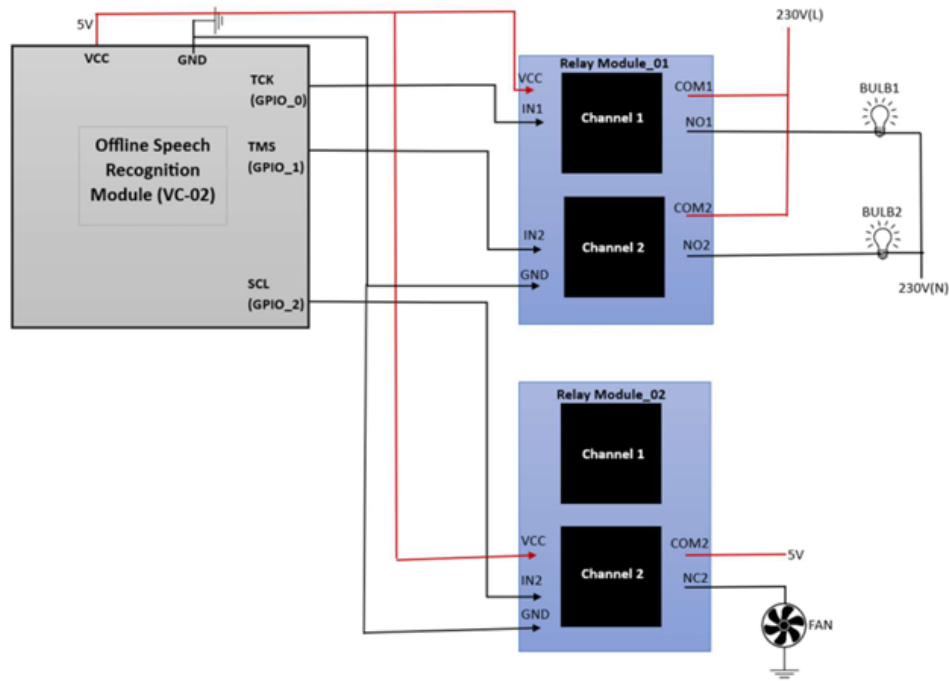 5V
VCC
GND
TCK
(GPIO_0)
TMS
(GPIO_1)
SCL
(GPIO_2)
Offline Speech
Recognition
Module (VC-02)
Relay Module_01
VCC
IN1
Channel 1
COM1
NO1
IN2
GND
Channel 2
COM2
NO2
230V(L)
BULB1
BULB2
230V(N)
Relay Module_02
Channel 1
VCC
IN2
GND
Channel 2
COM2
5V
NC2
FAN